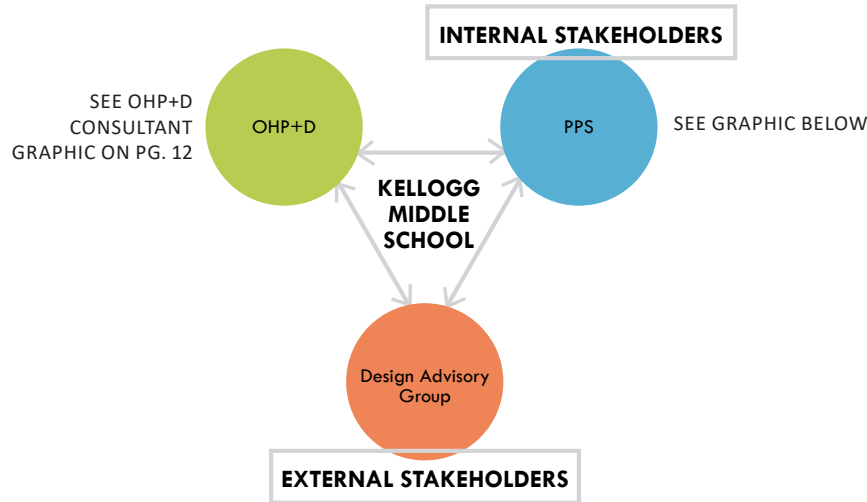 INTERNAL STAKEHOLDERS
SEE OHP+D
CONSULTANT
GRAPHIC ON PG. 12
OHP+D
PPS
SEE GRAPHIC BELOW
KELLOGG
MIDDLE
SCHOOL
Design Advisory
Group
EXTERNAL STAKEHOLDERS